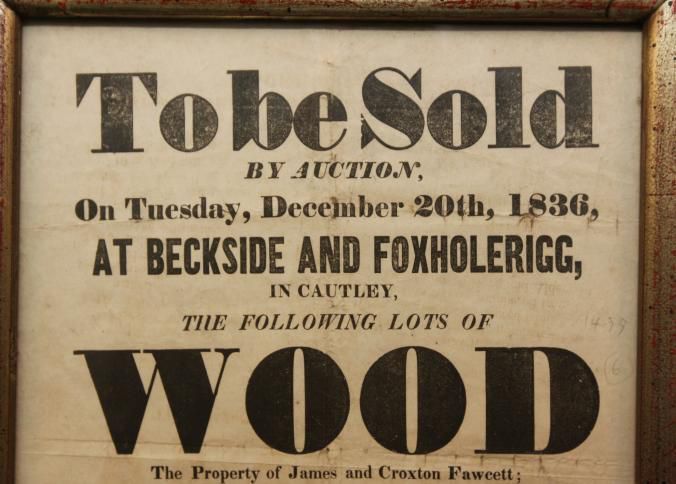 To be Sold
BY AUCTION,
On Tuesday, December 20th, 1836,
AT BECKSIDE AND FOXHOLERIGG,
IN CAUTLEY,
THE FOLLOWING LOTS OF
WOOD
The Property of James and Croxton Fawcett;